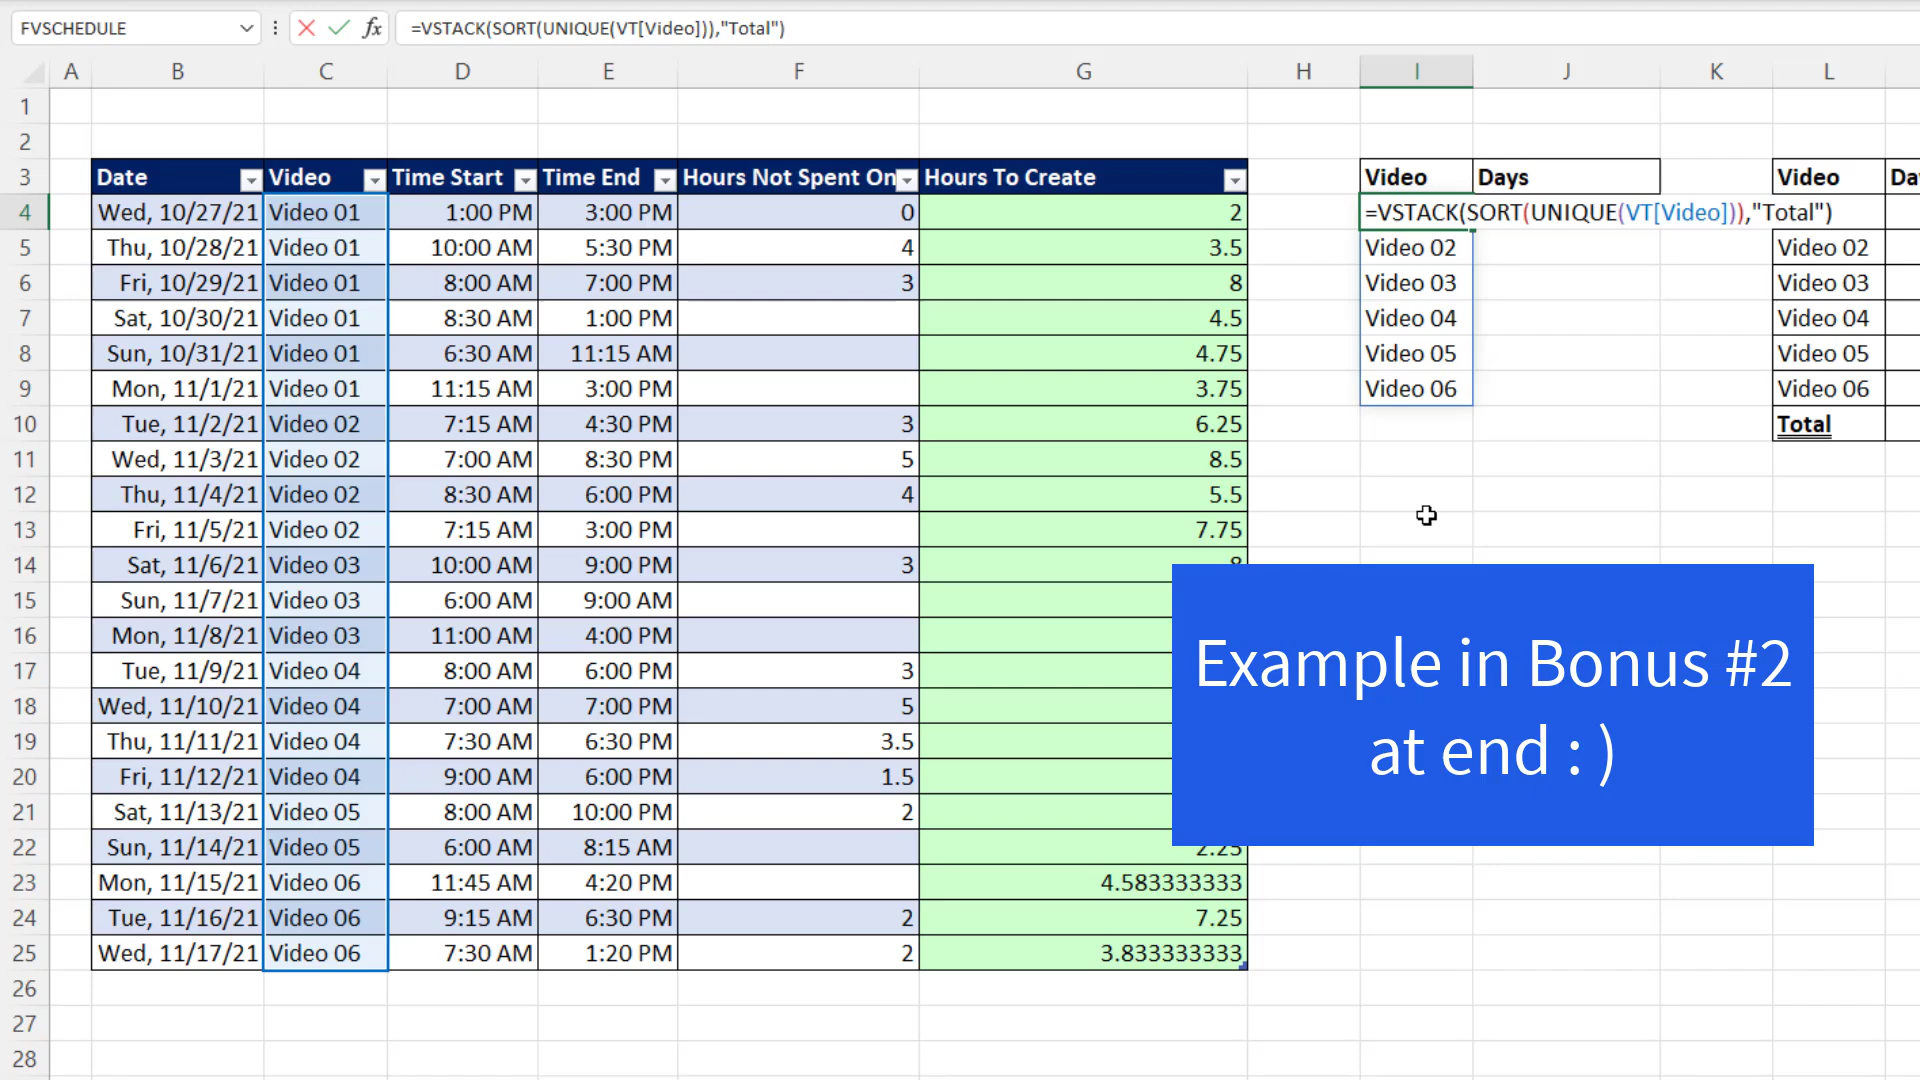 FVSCHEDULE =VSTACK(SORT(UNIQUE(VT[Video])),"Total")
A B C D E F G H I J K L
1
2
3 Date Video Time Start Time End Hours Not Spent On Hours To Create Video Days Video Da
4 Wed, 10/27/21 Video 01 1:00 PM 3:00 PM 0 2 =VSTACK(SORT(UNIQUE(VT[Video])),"Total")
5 Thu, 10/28/21 Video 01 10:00 AM 5:30 PM 4 3.5 Video 02 Video 02
6 Fri, 10/29/21 Video 01 8:00 AM 7:00 PM 3 8 Video 03 Video 03
7 Sat, 10/30/21 Video 01 8:30 AM 1:00 PM 4.5 Video 04 Video 04
8 Sun, 10/31/21 Video 01 6:30 AM 11:15 AM 4.75 Video 05 Video 05
9 Mon, 11/1/21 Video 01 11:15 AM 3:00 PM 3.75 Video 06 Video 06
10 Tue, 11/2/21 Video 02 7:15 AM 4:30 PM 3 6.25 Total
11 Wed, 11/3/21 Video 02 7:00 AM 8:30 PM 5 8.5
12 Thu, 11/4/21 Video 02 8:30 AM 6:00 PM 4 5.5
13 Fri, 11/5/21 Video 02 7:15 AM 3:00 PM 7.75
14 Sat, 11/6/21 Video 03 10:00 AM 9:00 PM 3 8
15 Sun, 11/7/21 Video 03 6:00 AM 9:00 AM
16 Mon, 11/8/21 Video 03 11:00 AM 4:00 PM
17 Tue, 11/9/21 Video 04 8:00 AM 6:00 PM 3
18 Wed, 11/10/21 Video 04 7:00 AM 7:00 PM 5
19 Thu, 11/11/21 Video 04 7:30 AM 6:30 PM 3.5
20 Fri, 11/12/21 Video 04 9:00 AM 6:00 PM 1.5
21 Sat, 11/13/21 Video 05 8:00 AM 10:00 PM 2
22 Sun, 11/14/21 Video 05 6:00 AM 8:15 AM 2.25
23 Mon, 11/15/21 Video 06 11:45 AM 4:20 PM 4.583333333
24 Tue, 11/16/21 Video 06 9:15 AM 6:30 PM 2 7.25
25 Wed, 11/17/21 Video 06 7:30 AM 1:20 PM 2 3.833333333
26
27
28
Example in Bonus #2
at end : )